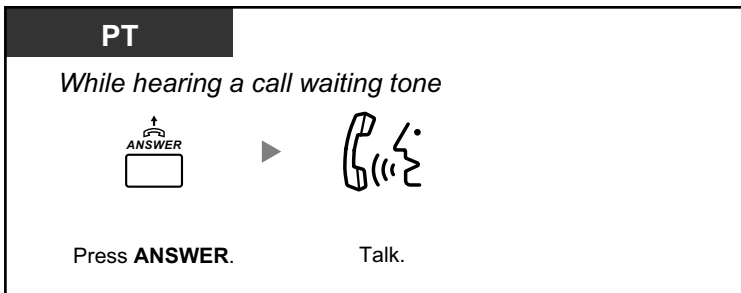 PT
While hearing a call waiting tone
ANSWER
Press ANSWER.
Talk.